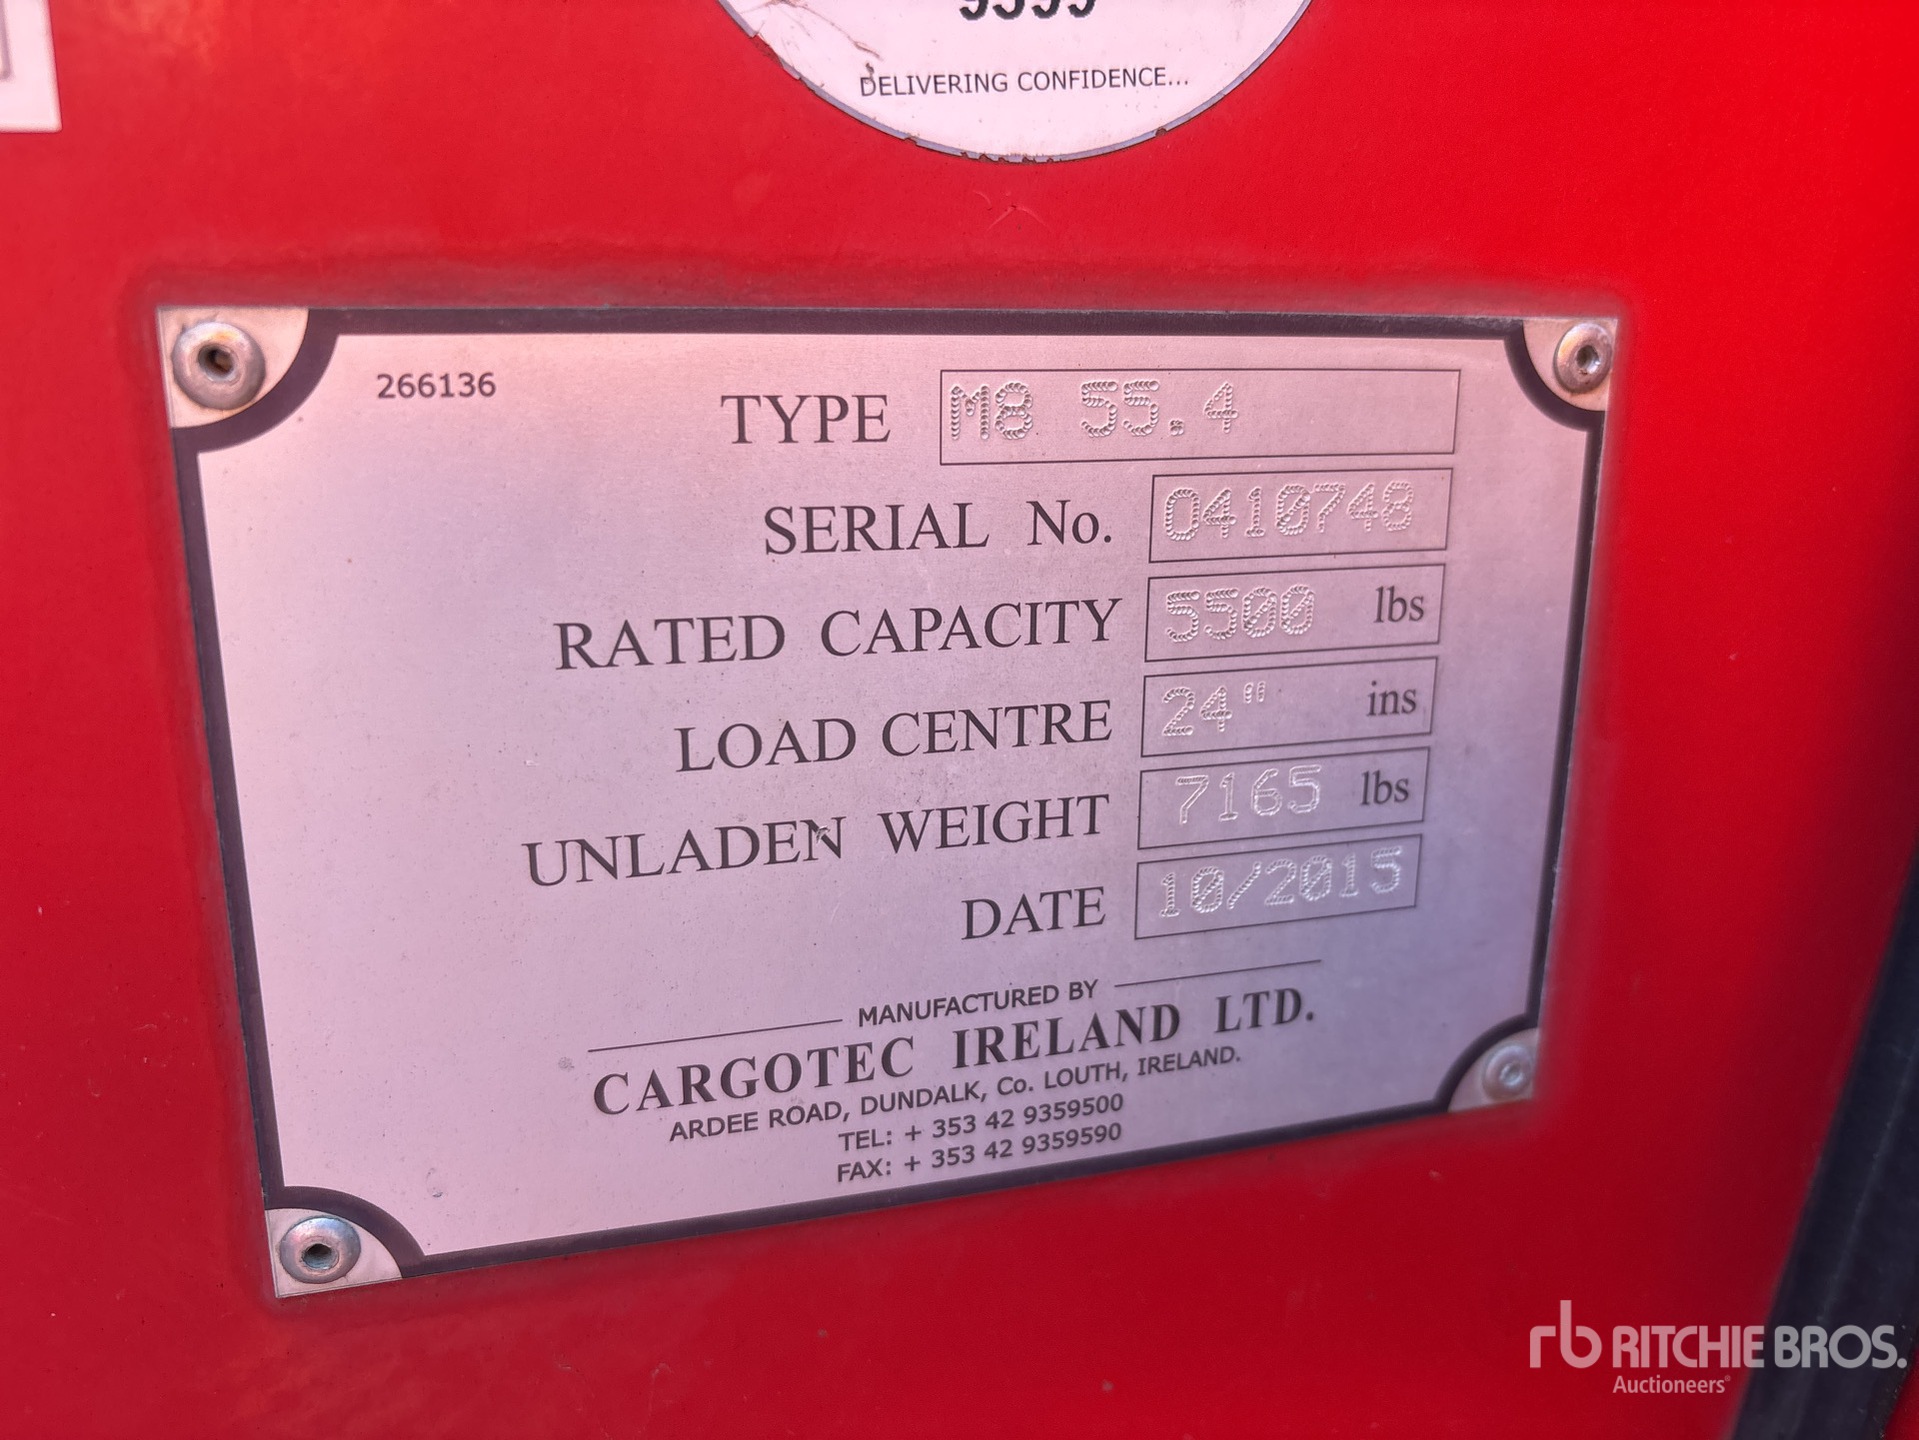 DELIVERING CONFIDENCE...
266136
TYPE M8 55.4
SERIAL No. 0410748
RATED CAPACITY 5500 lbs
LOAD CENTRE 24" ins
UNLADEN WEIGHT 7165 lbs
DATE 10/2015
MANUFACTURED BY
CARGOTEC IRELAND LTD.
ARDEE ROAD, DUNDALK, Co. LOUTH, IRELAND.
TEL: + 353 42 9359500
FAX: + 353 42 9359590
rb RITCHIE BROS.
Auctioneers®